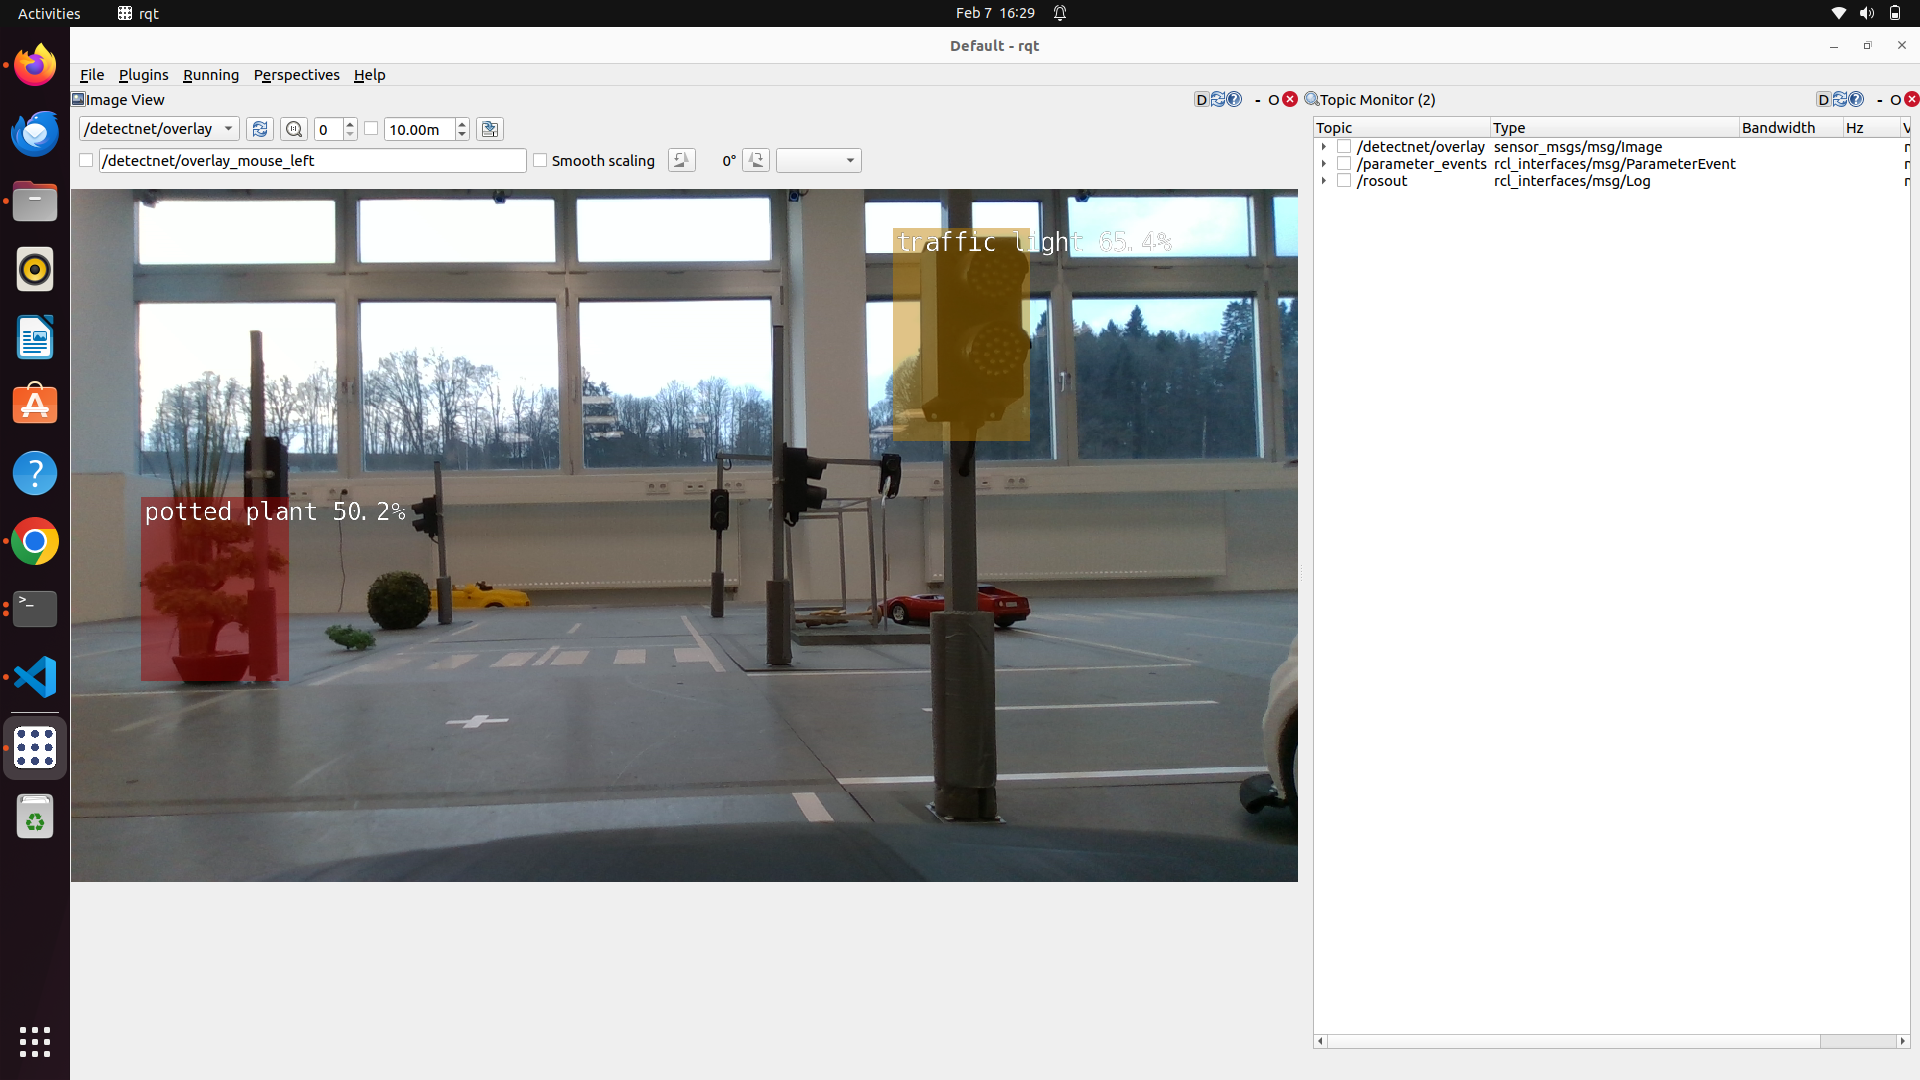 Activities
rqt
Feb 7 16:29
Default - rqt
File Plugins Running Perspectives Help
Image View
D
- O
Topic Monitor (2)
D
- O
/detectnet/overlay
0
10.00m
/detectnet/overlay_mouse_left
Smooth scaling
0°
Topic Type Bandwidth Hz
/detectnet/overlay sensor_msgs/msg/Image
/parameter_events rcl_interfaces/msg/ParameterEvent
/rosout rcl_interfaces/msg/Log
traffic light 65.4%
potted plant 50.2%